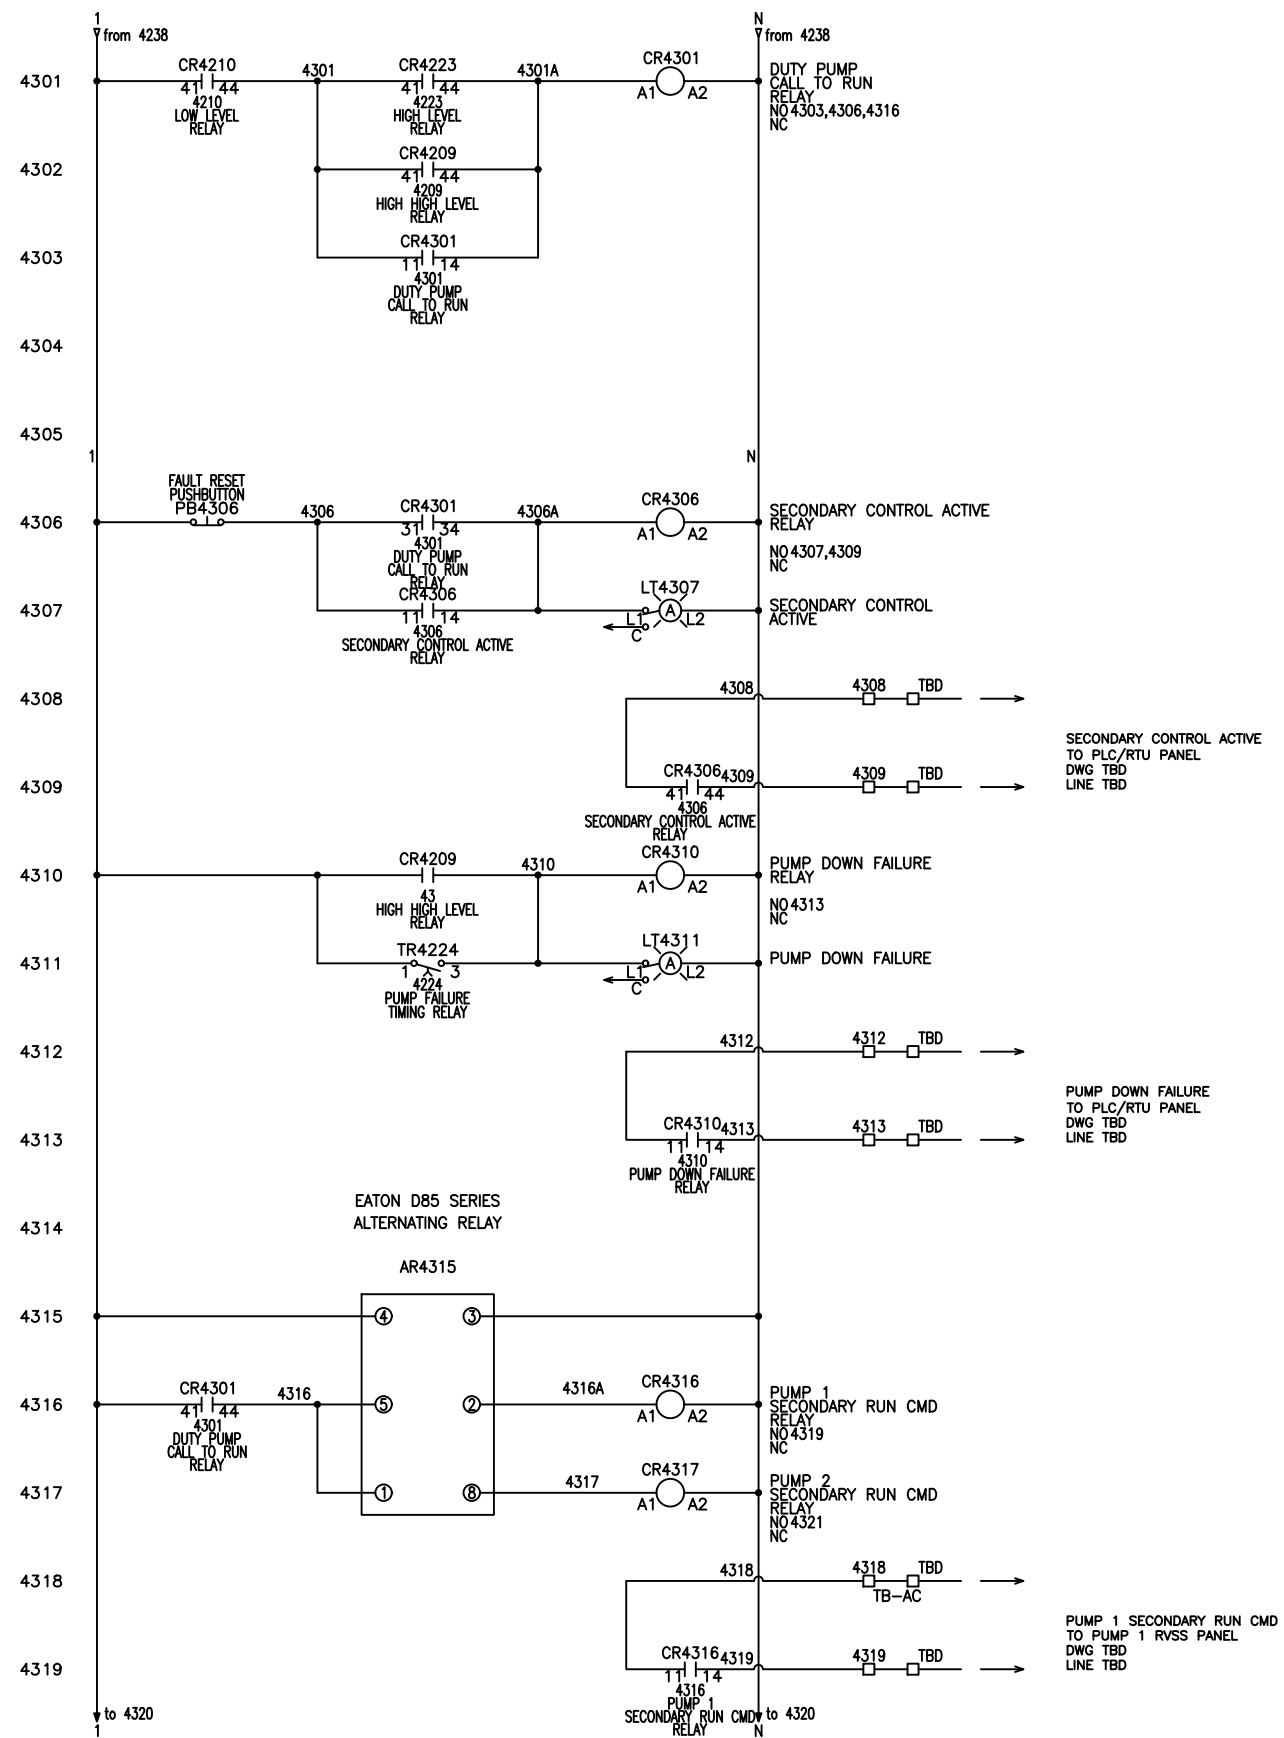 1
from 4238
N
from 4238
4301
CR4210
41 44
4210
LOW LEVEL
RELAY
4301
CR4223
41 44
4223
HIGH LEVEL
RELAY
4301A
CR4301
A1 A2
DUTY PUMP
CALL TO RUN
RELAY
NO 4303,4306,4316
NC
4302
CR4209
41 44
4209
HIGH HIGH LEVEL
RELAY
4303
CR4301
11 14
4301
DUTY PUMP
CALL TO RUN
RELAY
4304
4305
1
N
4306
FAULT RESET
PUSHBUTTON
PB4306
4306
CR4301
31 34
4301
DUTY PUMP
CALL TO RUN
RELAY
4306A
CR4306
A1 A2
SECONDARY CONTROL ACTIVE
RELAY
NO 4307,4309
NC
4307
CR4306
11 14
4306
SECONDARY CONTROL ACTIVE
RELAY
LT4307
A
L1 L2
C
SECONDARY CONTROL
ACTIVE
4308
4308
4308
TBD
SECONDARY CONTROL ACTIVE
TO PLC/RTU PANEL
DWG TBD
LINE TBD
4309
CR4306
4309
41 44
4306
SECONDARY CONTROL ACTIVE
RELAY
4309
TBD
4310
CR4209
43
HIGH HIGH LEVEL
RELAY
4310
CR4310
A1 A2
PUMP DOWN FAILURE
RELAY
NO 4313
NC
4311
TR4224
1 3
4224
PUMP FAILURE
TIMING RELAY
LT4311
A
L1 L2
C
PUMP DOWN FAILURE
4312
4312
4312
TBD
PUMP DOWN FAILURE
TO PLC/RTU PANEL
DWG TBD
LINE TBD
4313
CR4310
4313
11 14
4310
PUMP DOWN FAILURE
RELAY
4313
TBD
4314
EATON D85 SERIES
ALTERNATING RELAY
AR4315
4315
4
3
4316
CR4301
41 44
4301
DUTY PUMP
CALL TO RUN
RELAY
4316
5
2
4316A
CR4316
A1 A2
PUMP 1
SECONDARY RUN CMD
RELAY
NO 4319
NC
4317
1
8
4317
CR4317
A1 A2
PUMP 2
SECONDARY RUN CMD
RELAY
NO 4321
NC
4318
4318
4318
TBD
TB-AC
PUMP 1 SECONDARY RUN CMD
TO PUMP 1 RVSS PANEL
DWG TBD
LINE TBD
4319
CR4316
4319
11 14
4316
PUMP 1
SECONDARY RUN CMD
RELAY
4319
TBD
to 4320
1
to 4320
N